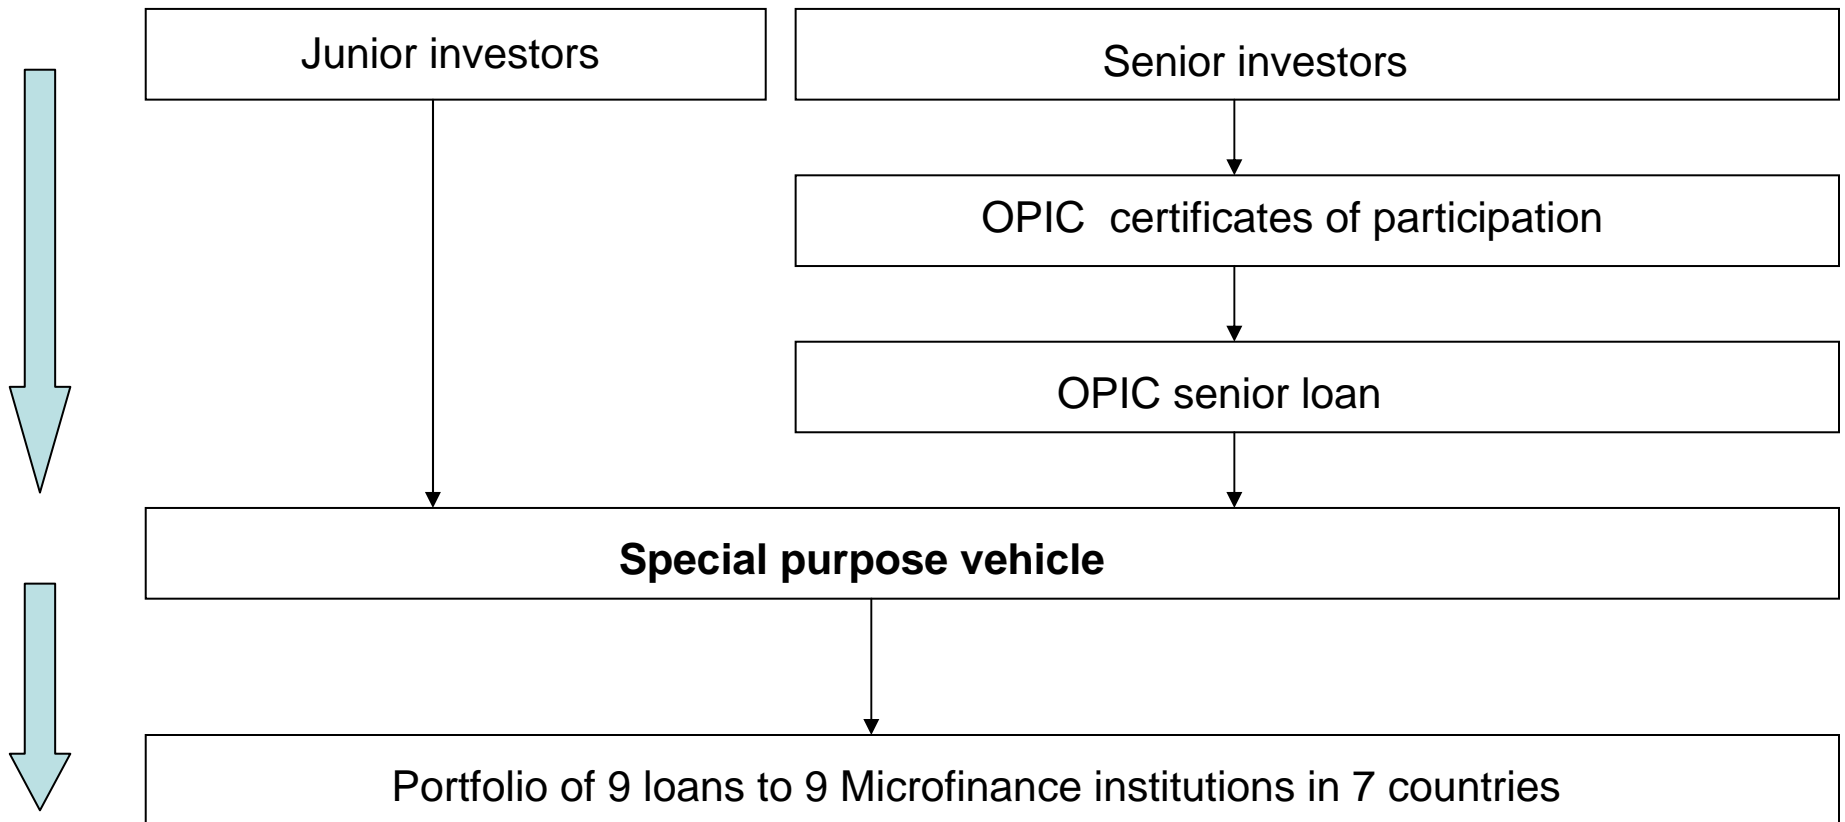 Junior investors
Senior investors
OPIC  certificates of participation
OPIC senior loan
Special purpose vehicle
Portfolio of 9 loans to 9 Microfinance institutions in 7 countries